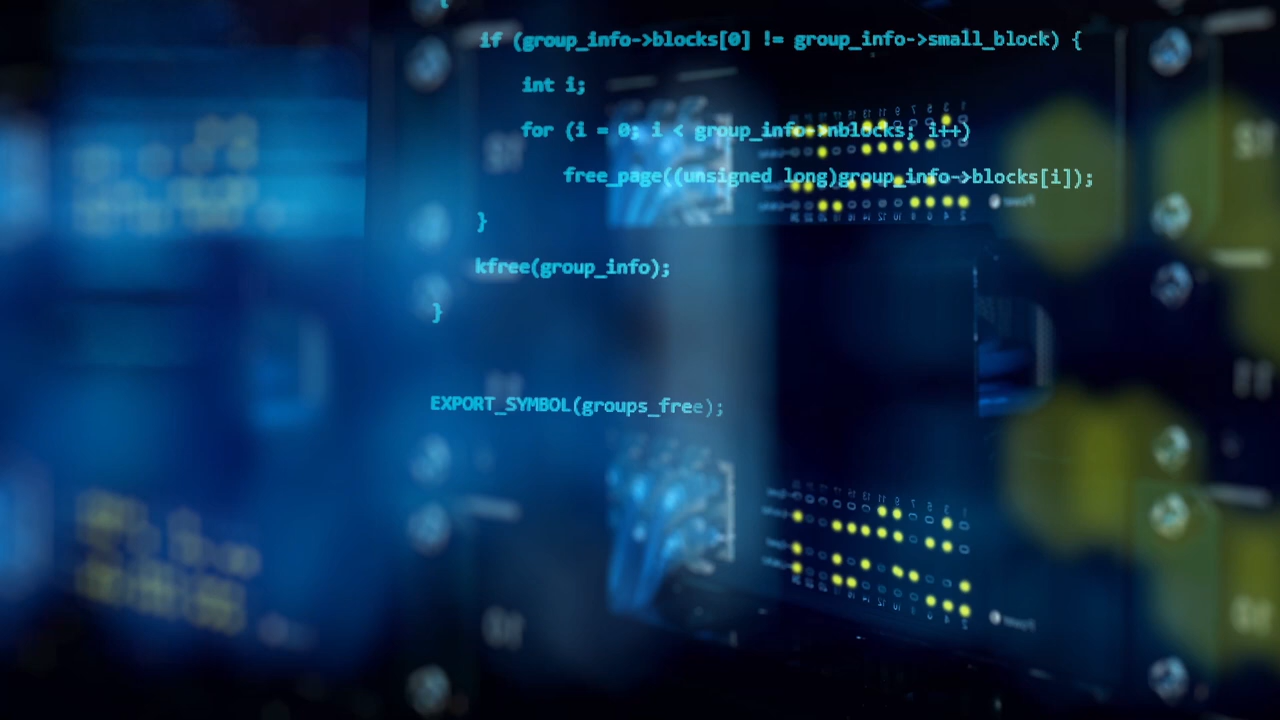 {
if (group_info->blocks[0] != group_info->small_block) {
int i;
for (i = 0; i < group_info->nblocks; i++)
free_page((unsigned long)group_info->blocks[i]);
}
kfree(group_info);
}
EXPORT_SYMBOL(groups_free);